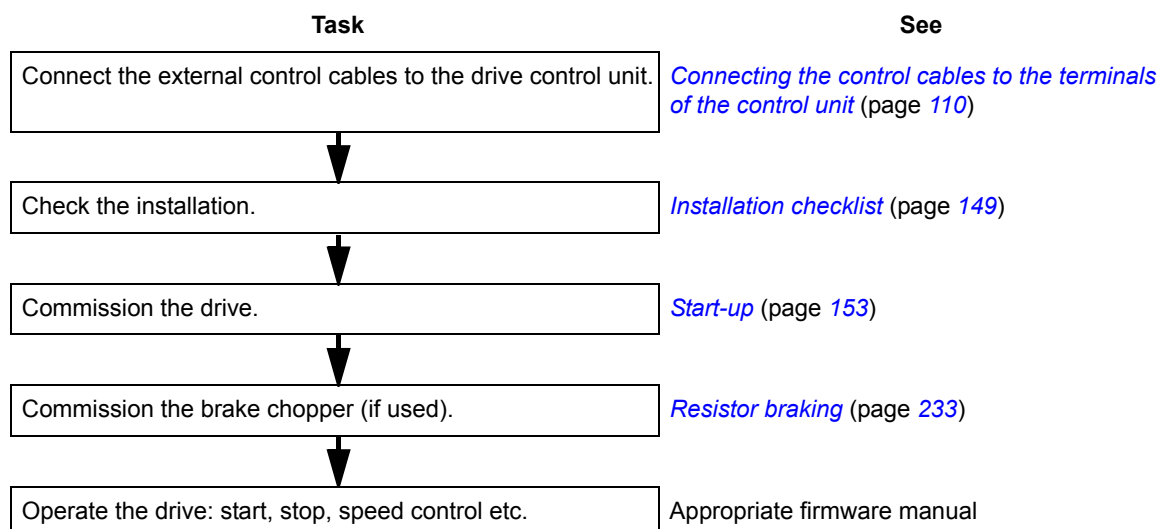 Task See
Connect the external control cables to the drive control unit. Connecting the control cables to the terminals
of the control unit (page 110)
Check the installation. Installation checklist (page 149)
Commission the drive. Start-up (page 153)
Commission the brake chopper (if used). Resistor braking (page 233)
Operate the drive: start, stop, speed control etc. Appropriate firmware manual